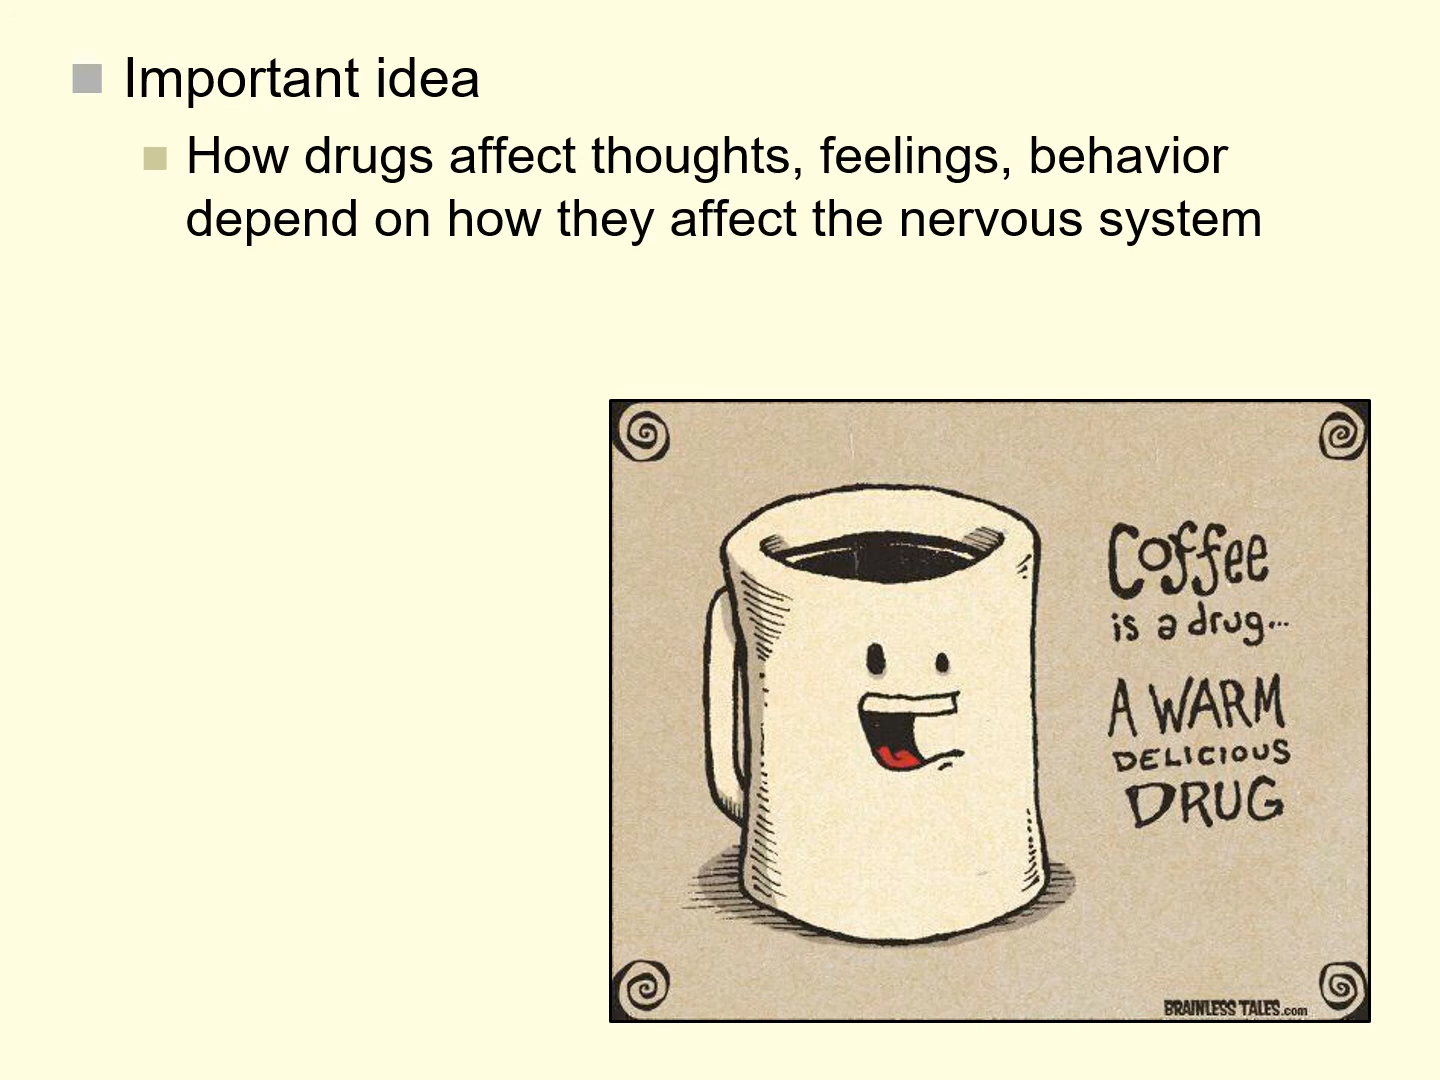 Important idea
How drugs affect thoughts, feelings, behavior
depend on how they affect the nervous system
Coffee
is a drug...
A WARM
DELICIOUS
DRUG
BRAINLESS TALES.com